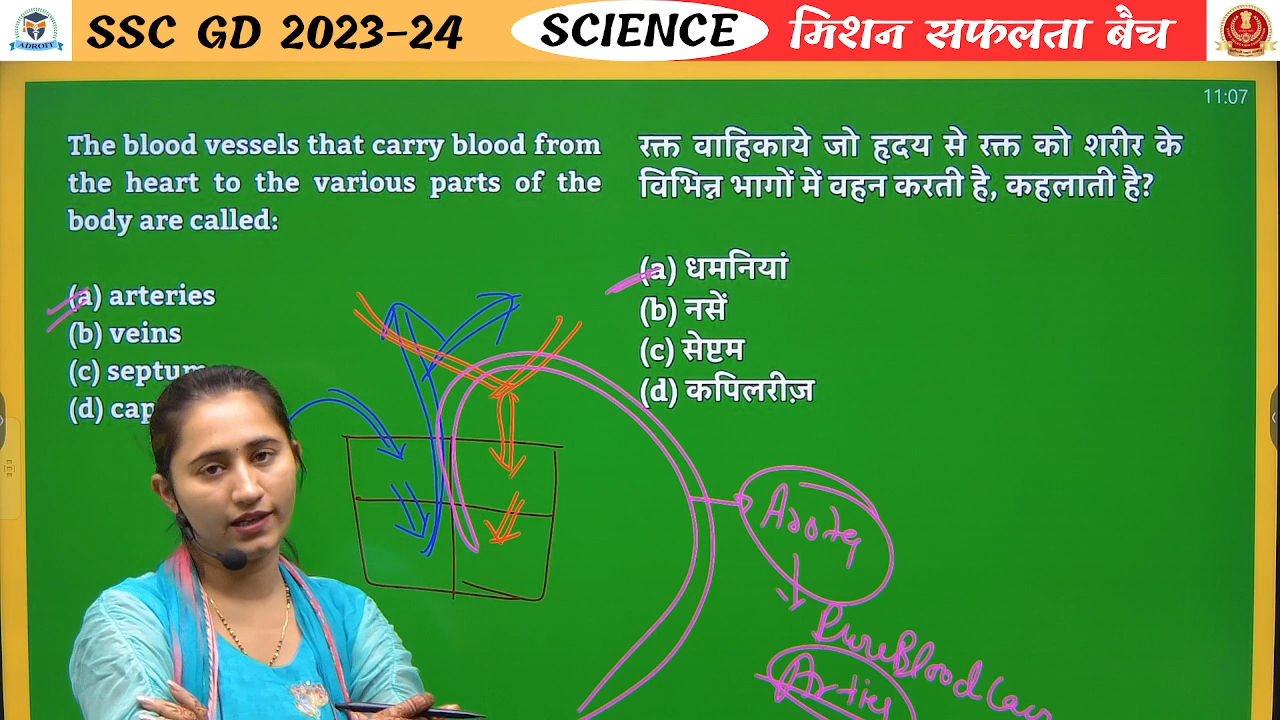 ADROIT
SSC GD 2023-24
SCIENCE
मिशन सफलता बैच
11:07
The blood vessels that carry blood from
the heart to the various parts of the
body are called:
(a) arteries
(b) veins
(c) septum
(d) cap
रक्त वाहिकाये जो हृदय से रक्त को शरीर के
विभिन्न भागों में वहन करती है, कहलाती है?
(a) धमनियां
(b) नसें
(c) सेप्टम
(d) कपिलरीज़
Pure Blood